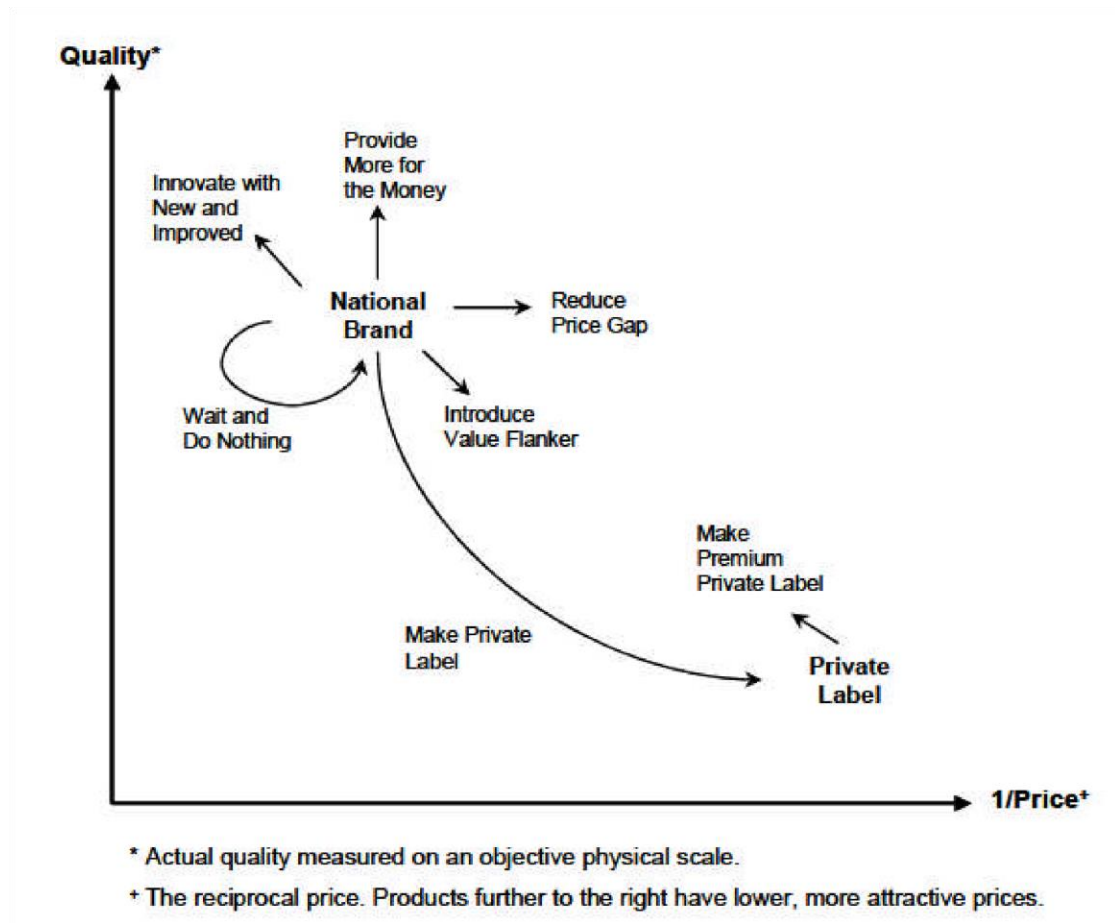 Quality*
Provide
More for
the Money
Innovate with
New and
Improved
National
Brand
Reduce
Price Gap
Wait and
Do Nothing
Introduce
Value Flanker
Make
Premium
Private Label
Make Private
Label
Private
Label
1/Price⁺
* Actual quality measured on an objective physical scale.
⁺ The reciprocal price. Products further to the right have lower, more attractive prices.